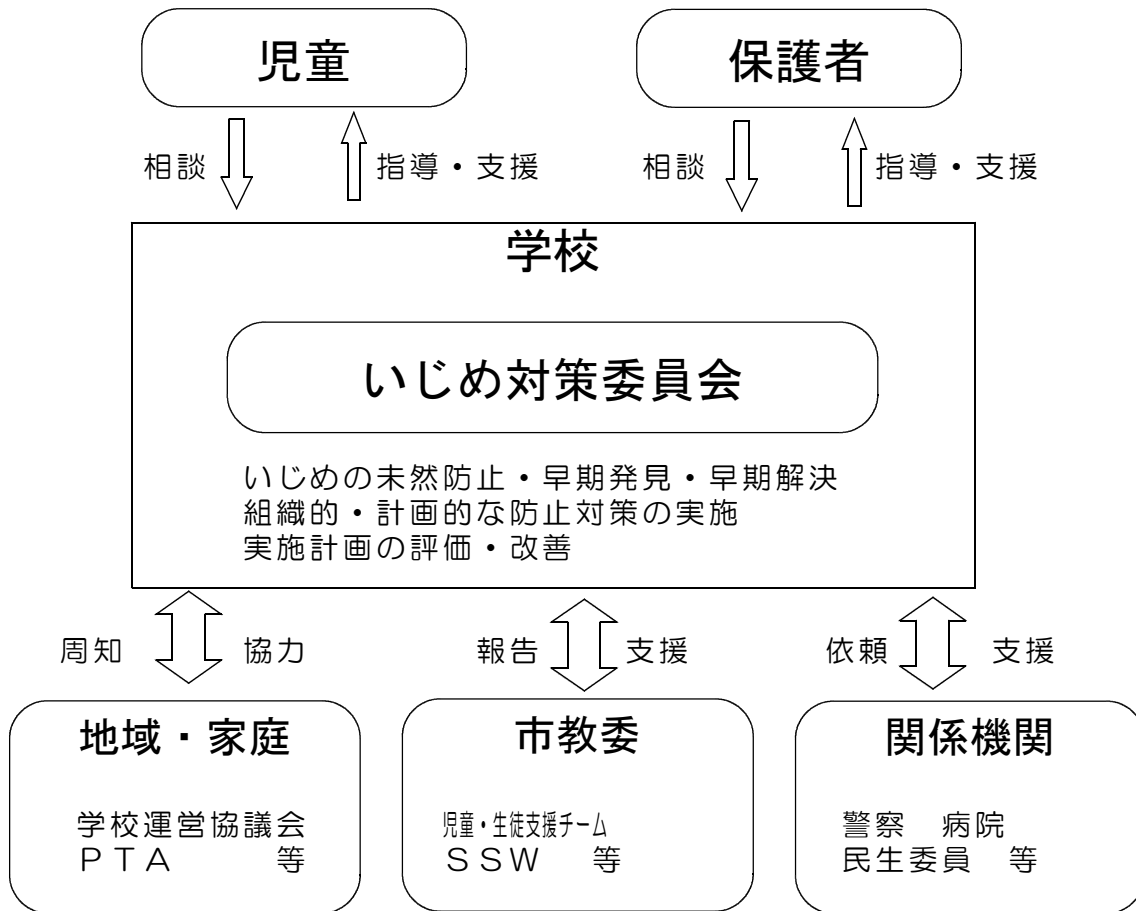 児童
保護者
相談
指導・支援
相談
指導・支援
学校
いじめ対策委員会
いじめの未然防止・早期発見・早期解決
組織的・計画的な防止対策の実施
実施計画の評価・改善
周知
協力
報告
支援
依頼
支援
地域・家庭
学校運営協議会
ＰＴＡ　　　等
市教委
児童・生徒支援チーム
ＳＳＷ　　等
関係機関
警察　病院
民生委員　等